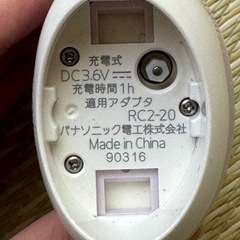 充電式
DC3.6V⎓
充電時間1h
適用アダプタ
RC2-20
パナソニック電工株式会社
Made in China
90316